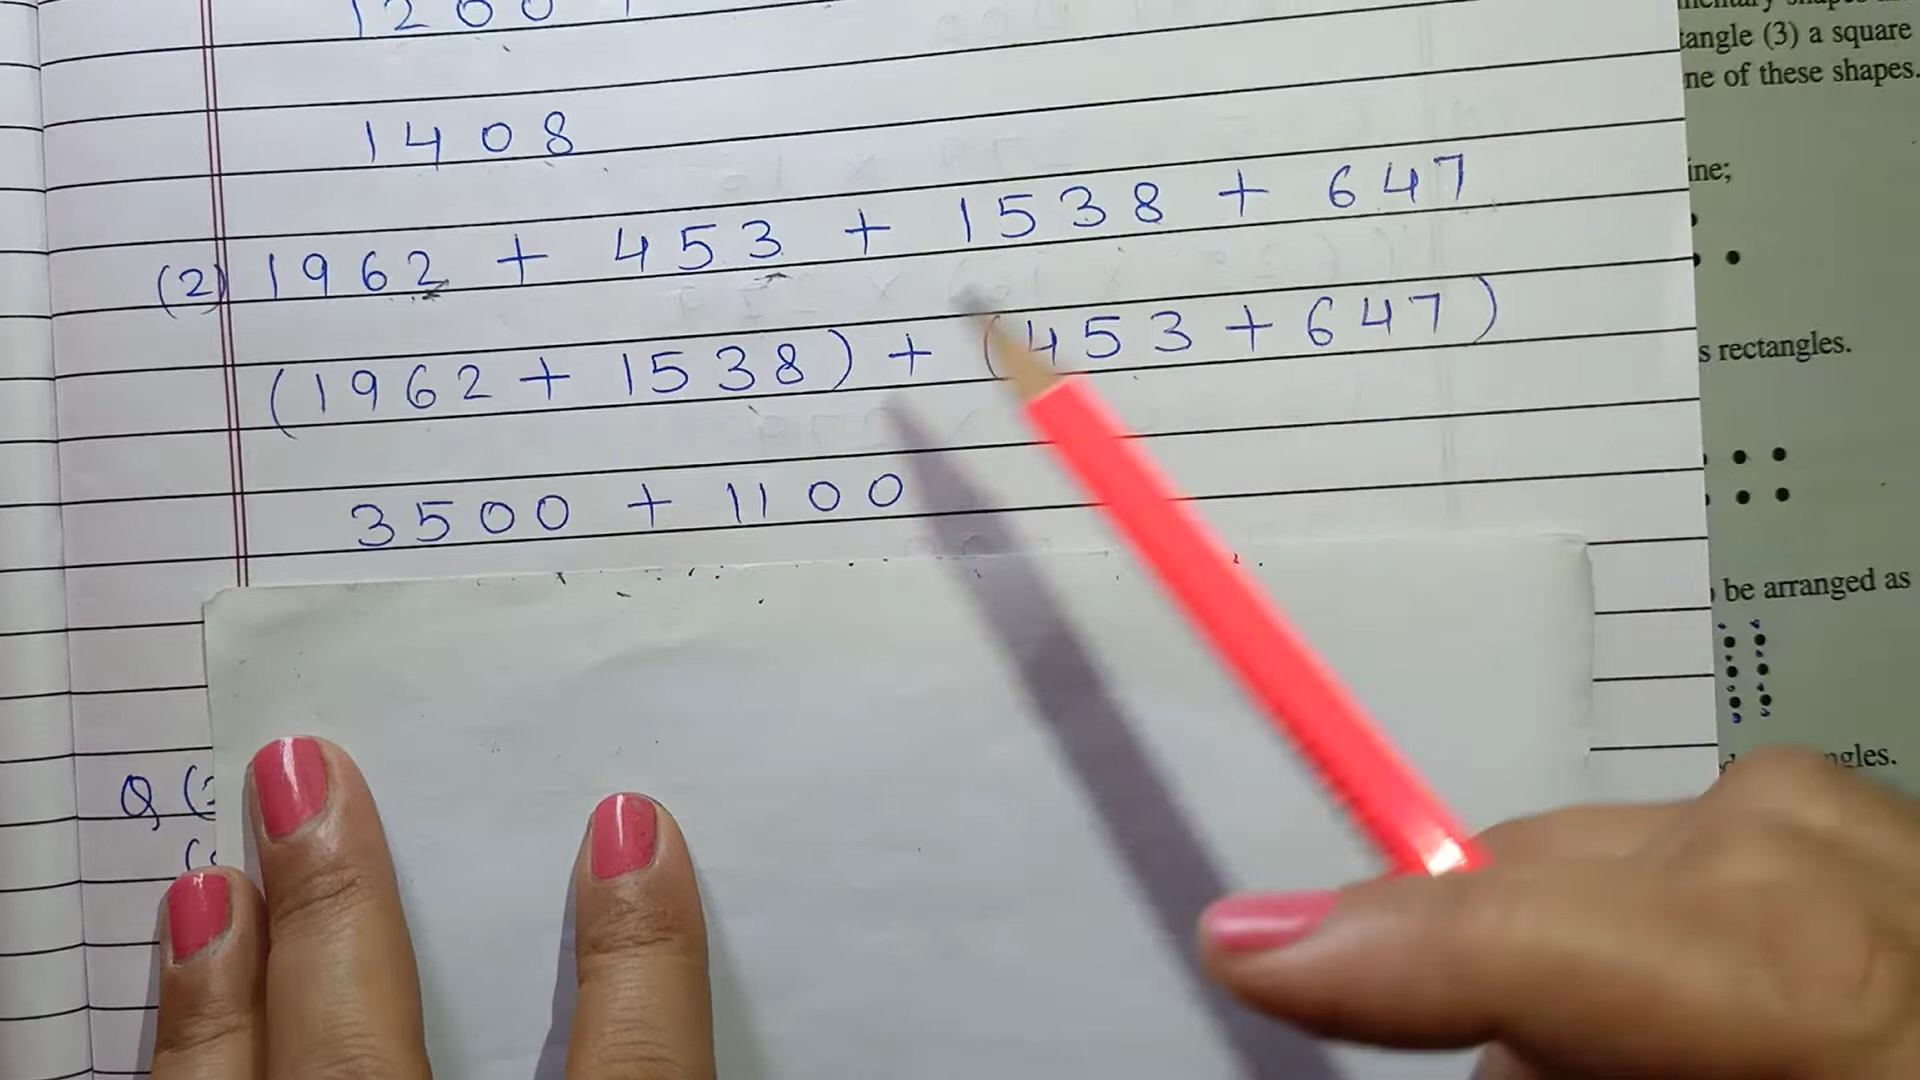 1408
(2) 1962 + 453 + 1538 + 647
(1962 + 1538) + (453 + 647)
3500 + 1100
Q (
(
tangle (3) a square
ne of these shapes.
ine;
s rectangles.
be arranged as
ngles.